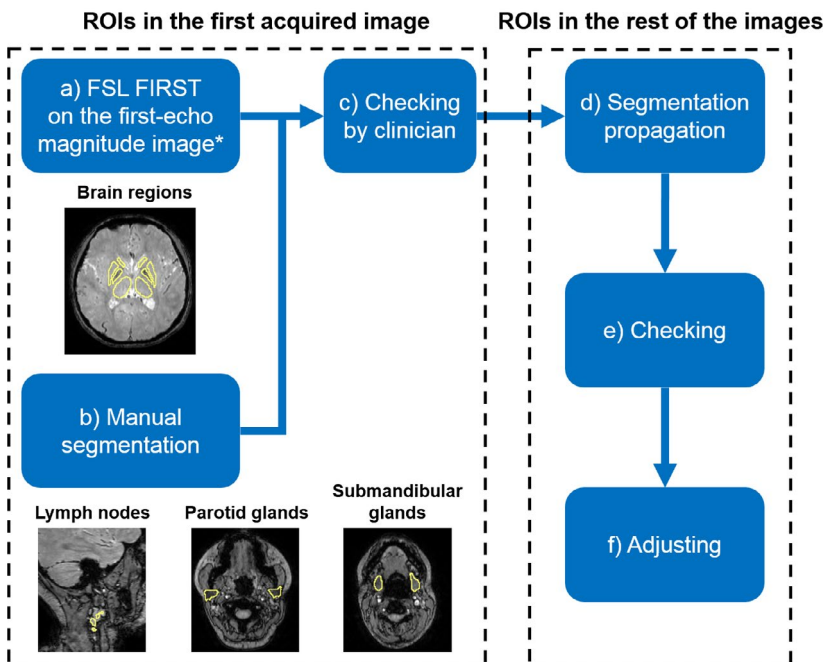 ROIs in the first acquired image
ROIs in the rest of the images
a) FSL FIRST
on the first-echo
magnitude image*
c) Checking
by clinician
d) Segmentation
propagation
Brain regions
e) Checking
b) Manual
segmentation
Lymph nodes
Parotid glands
Submandibular
glands
f) Adjusting